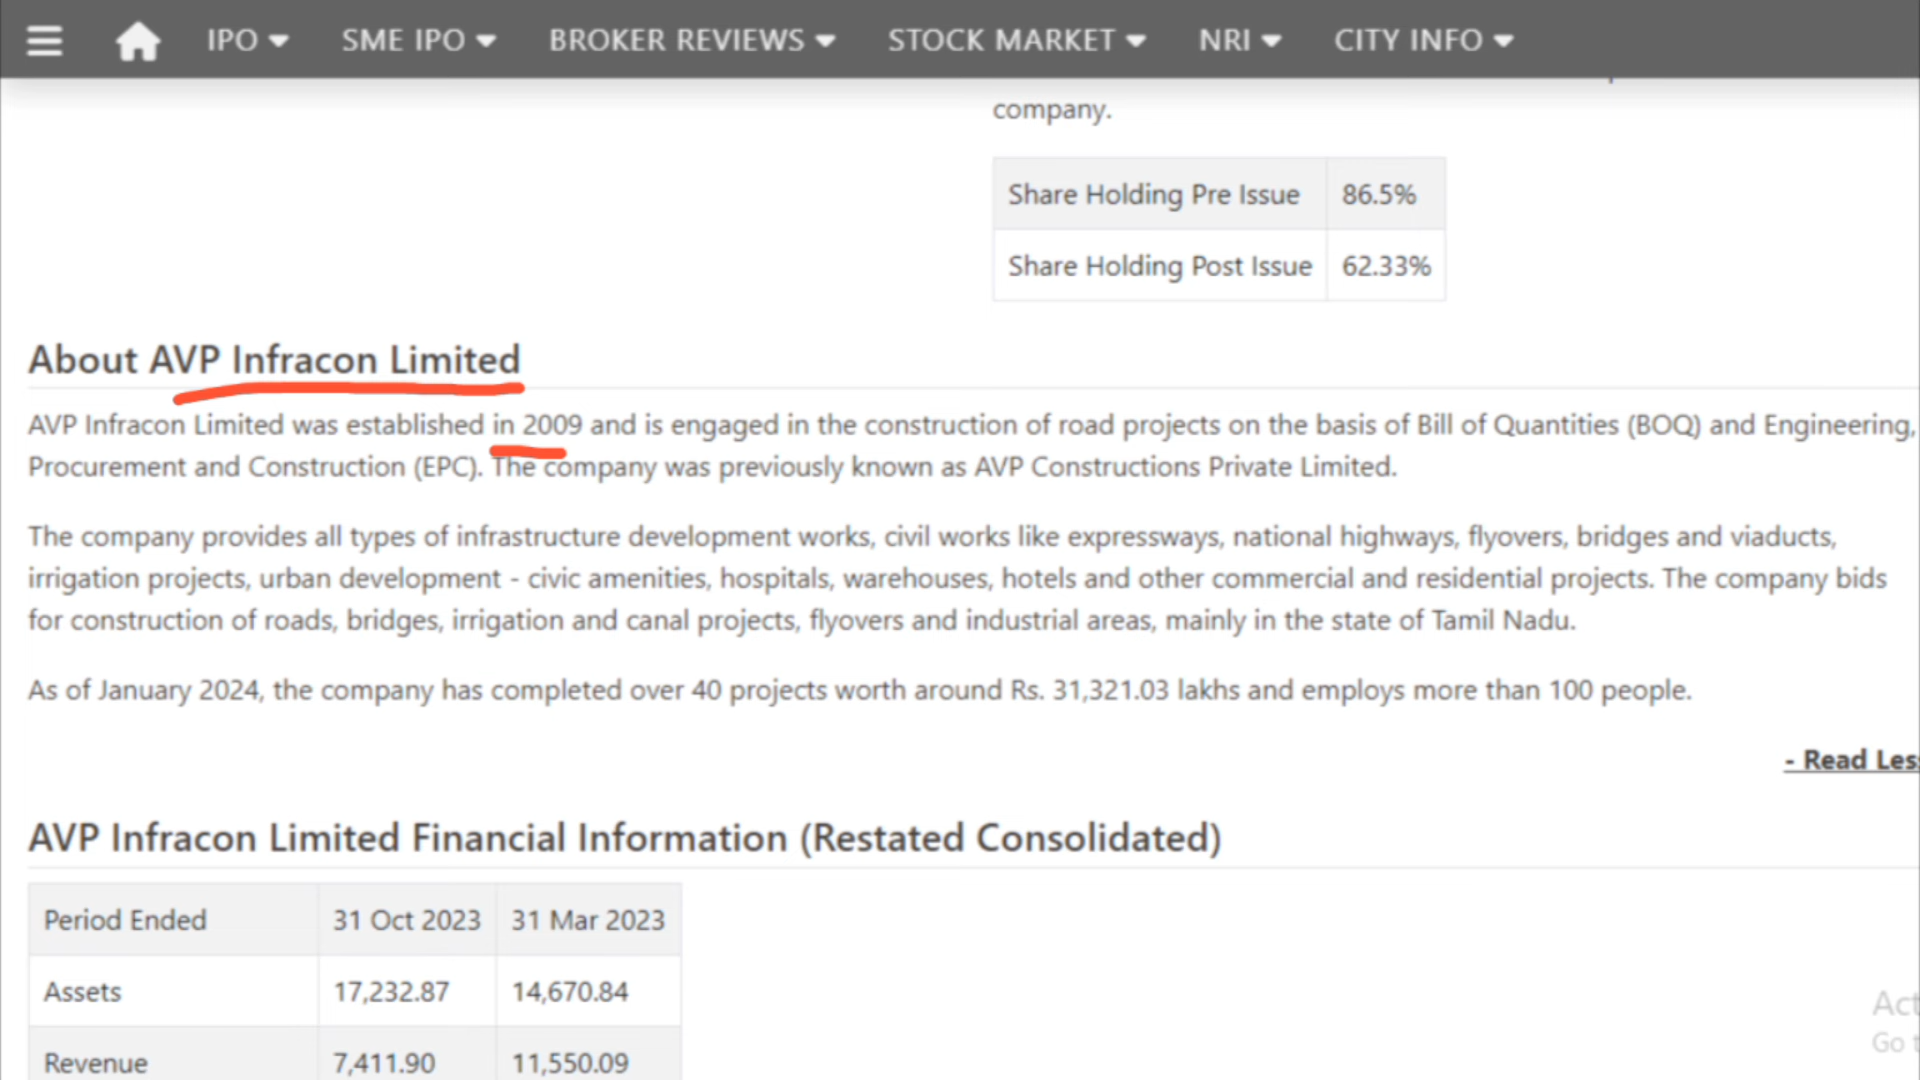 IPO SME IPO BROKER REVIEWS STOCK MARKET NRI CITY INFO
company.
Share Holding Pre Issue 86.5%
Share Holding Post Issue 62.33%
About AVP Infracon Limited
AVP Infracon Limited was established in 2009 and is engaged in the construction of road projects on the basis of Bill of Quantities (BOQ) and Engineering,
Procurement and Construction (EPC). The company was previously known as AVP Constructions Private Limited.
The company provides all types of infrastructure development works, civil works like expressways, national highways, flyovers, bridges and viaducts,
irrigation projects, urban development - civic amenities, hospitals, warehouses, hotels and other commercial and residential projects. The company bids
for construction of roads, bridges, irrigation and canal projects, flyovers and industrial areas, mainly in the state of Tamil Nadu.
As of January 2024, the company has completed over 40 projects worth around Rs. 31,321.03 lakhs and employs more than 100 people.
- Read Less
AVP Infracon Limited Financial Information (Restated Consolidated)
Period Ended 31 Oct 2023 31 Mar 2023
Assets 17,232.87 14,670.84
Revenue 7,411.90 11,550.09
Act
Go t